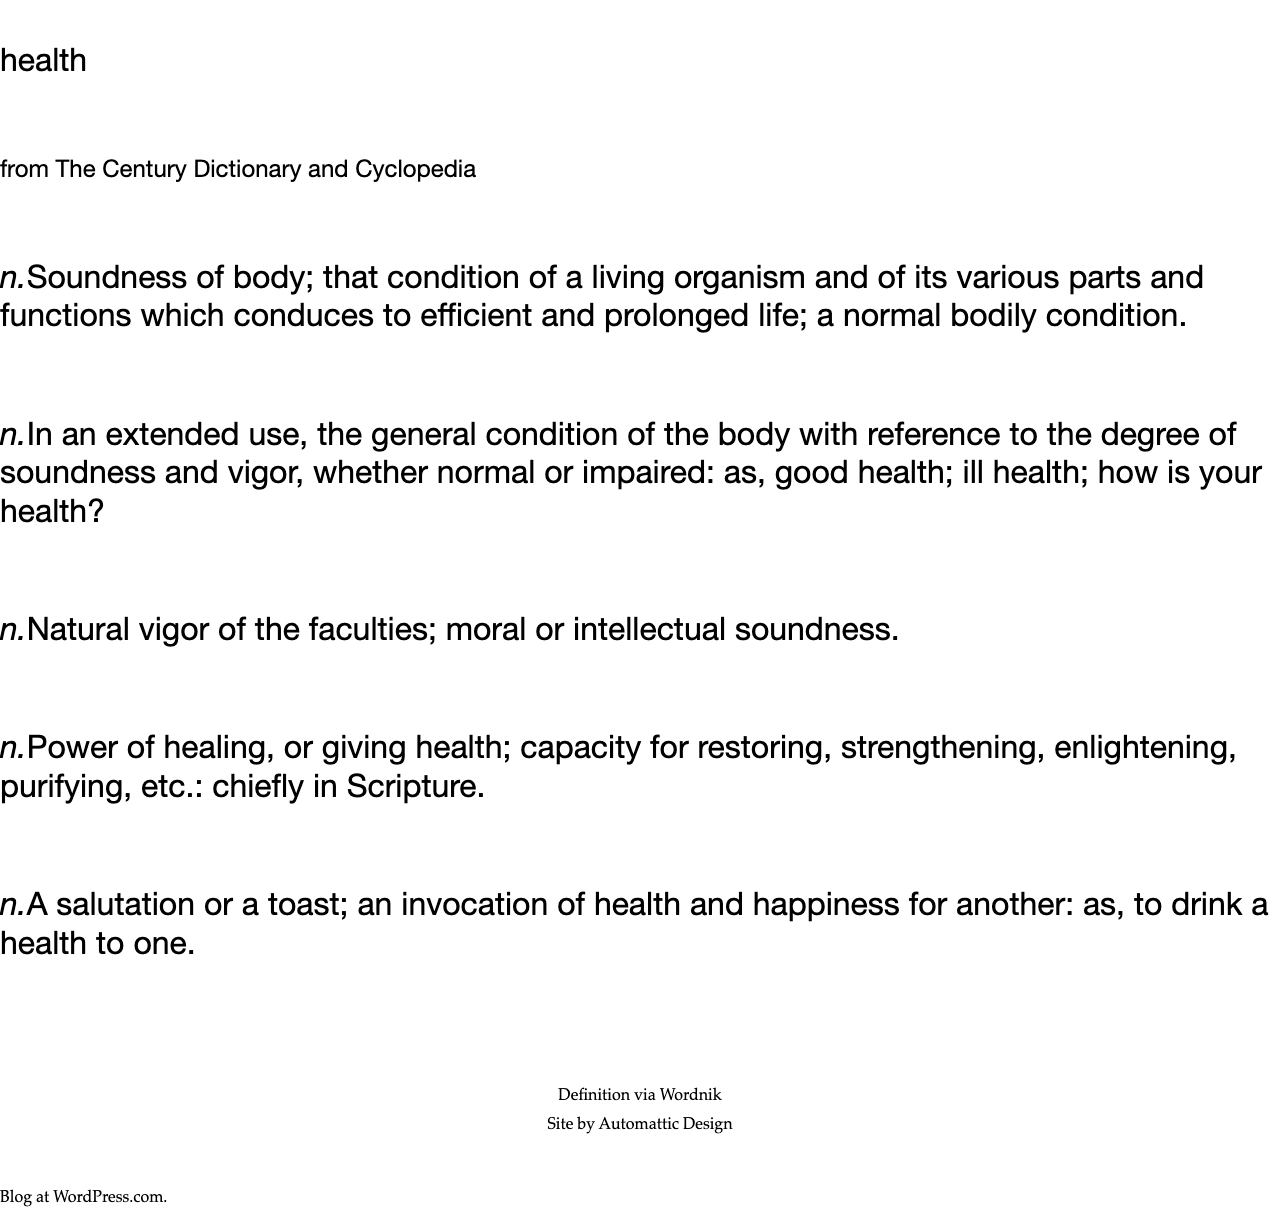 health
from The Century Dictionary and Cyclopedia
n. Soundness of body; that condition of a living organism and of its various parts and
functions which conduces to efficient and prolonged life; a normal bodily condition.
n. In an extended use, the general condition of the body with reference to the degree of
soundness and vigor, whether normal or impaired: as, good health; ill health; how is your
health?
n. Natural vigor of the faculties; moral or intellectual soundness.
n. Power of healing, or giving health; capacity for restoring, strengthening, enlightening,
purifying, etc.: chiefly in Scripture.
n. A salutation or a toast; an invocation of health and happiness for another: as, to drink a
health to one.
Definition via Wordnik
Site by Automattic Design
Blog at WordPress.com.